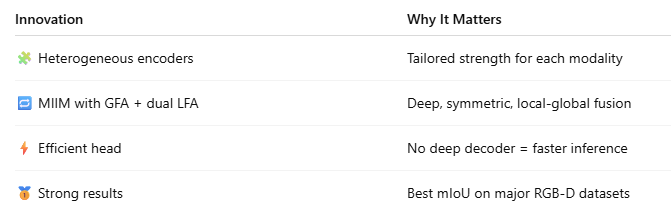 Innovation Why It Matters
Heterogeneous encoders Tailored strength for each modality
MIIM with GFA + dual LFA Deep, symmetric, local-global fusion
Efficient head No deep decoder = faster inference
Strong results Best mIoU on major RGB-D datasets